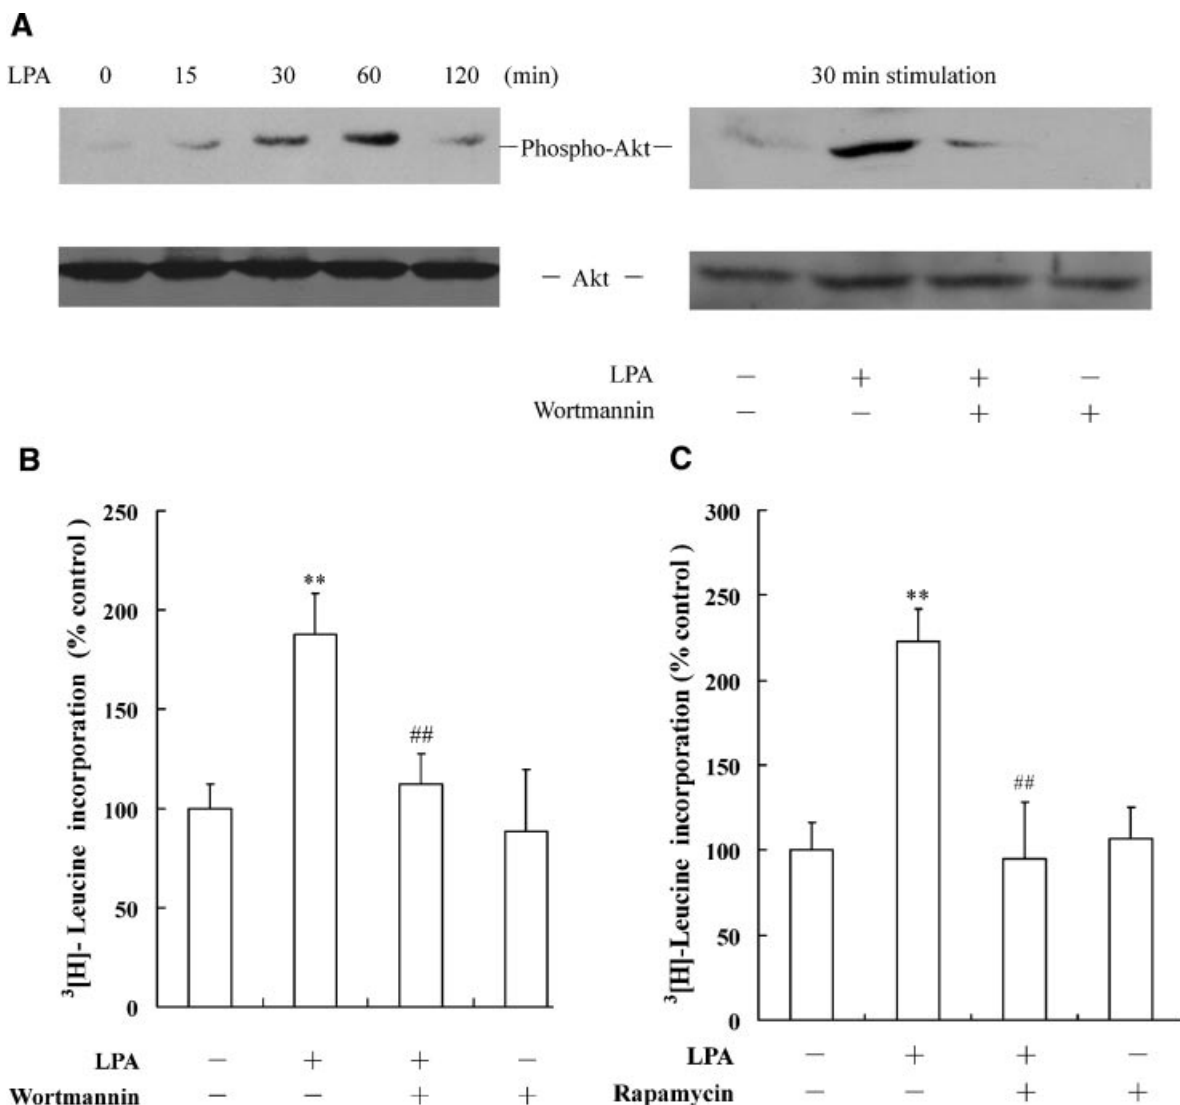 A
LPA 0 15 30 60 120 (min)
30 min stimulation
Phospho-Akt
Akt
LPA − + + −
Wortmannin − − + +
B
³[H]- Leucine incorporation (% control )
250
200
150
100
50
0
**
##
LPA − + + −
Wortmannin − − + +
C
³[H]-Leucine incorporation (% control )
300
250
200
150
100
50
0
**
##
LPA − + + −
Rapamycin − − + +